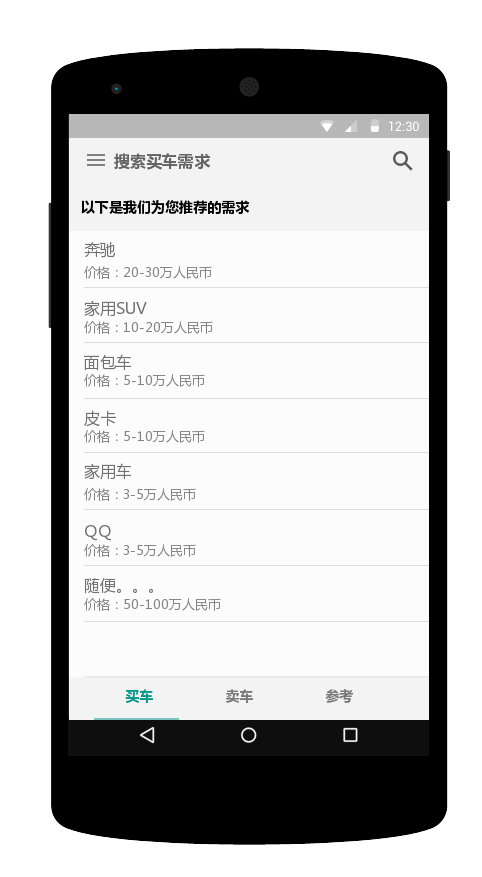 12:30
搜索买车需求
以下是我们为您推荐的需求
奔驰
价格：20-30万人民币
家用SUV
价格：10-20万人民币
面包车
价格：5-10万人民币
皮卡
价格：5-10万人民币
家用车
价格：3-5万人民币
QQ
价格：3-5万人民币
随便。。。
价格：50-100万人民币
买车 卖车 参考